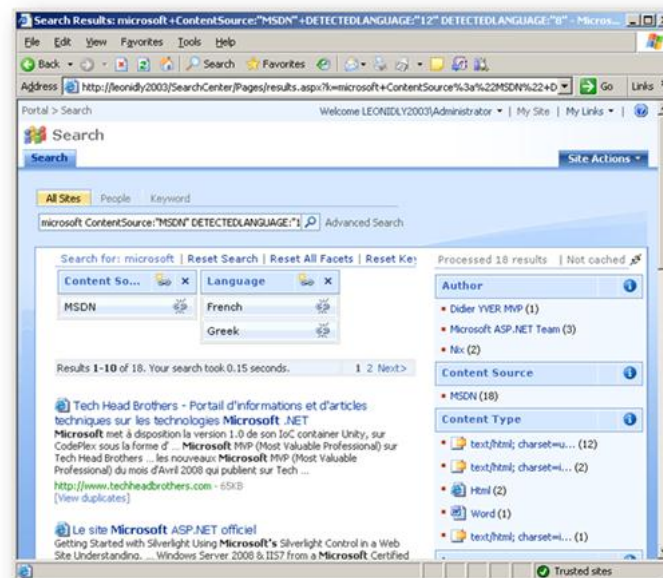 Search Results: microsoft +ContentSource:"MSDN" +DETECTEDLANGUAGE:"12" DETECTEDLANGUAGE:"8" - Micros...
File Edit View Favorites Tools Help
Back Search Favorites
Address http://leonidly2003/SearchCenter/Pages/results.aspx?k=microsoft+ContentSource%3a%22MSDN%22+D Go Links
Portal > Search Welcome LEONIDLY2003\Administrator | My Site | My Links
Search
Search Site Actions
All Sites People Keyword
microsoft ContentSource:"MSDN" DETECTEDLANGUAGE:"1 Advanced Search
Search for: microsoft | Reset Search | Reset All Facets | Reset Key
Content So... Language
MSDN French
Greek
Results 1-10 of 18. Your search took 0.15 seconds. 1 2 Next>
Tech Head Brothers - Portail d'informations et d'articles
techniques sur les technologies Microsoft .NET
Microsoft met à disposition la version 1.0 de son IoC container Unity, sur
CodePlex sous la forme d' ... Microsoft MVP (Most Valuable Professional) sur
Tech Head Brothers ... les nouveaux Microsoft MVP (Most Valuable
Professional) du mois d'Avril 2008 qui publient sur Tech ...
http://www.techheadbrothers.com - 65KB
[View duplicates]
Le site Microsoft ASP.NET officiel
Getting Started with Silverlight Using Microsoft's Silverlight Control in a Web
Site Understanding. ... Windows Server 2008 & IIS7 from a Microsoft Certified
Processed 18 results | Not cached
Author
Didier YVER MVP (1)
Microsoft ASP.NET Team (3)
Nix (2)
Content Source
MSDN (18)
Content Type
text/html; charset=u... (12)
text/html; charset=i... (2)
Html (2)
Word (1)
text/html; charset=i... (1)
Trusted sites